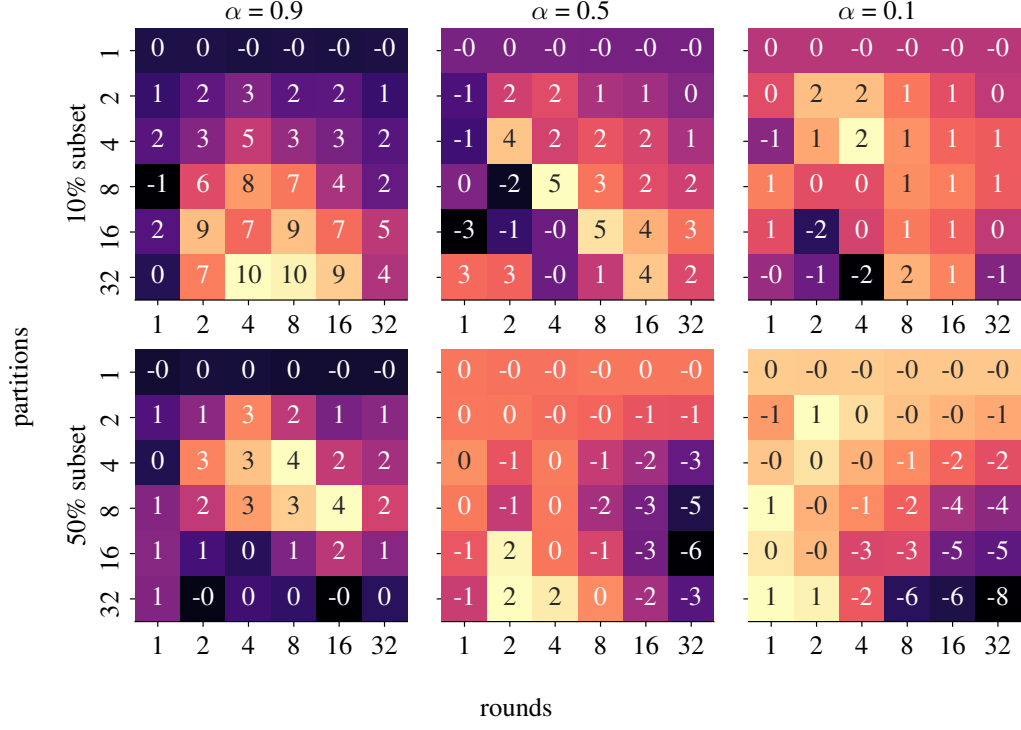 α = 0.9 α = 0.5 α = 0.1
10% subset
1 0 0 -0 -0 -0 -0 -0 0 -0 -0 -0 -0 0 0 -0 -0 -0 -0
2 1 2 3 2 2 1 -1 2 2 1 1 0 0 2 2 1 1 0
4 2 3 5 3 3 2 -1 4 2 2 2 1 -1 1 2 1 1 1
8 -1 6 8 7 4 2 0 -2 5 3 2 2 1 0 0 1 1 1
16 2 9 7 9 7 5 -3 -1 -0 5 4 3 1 -2 0 1 1 0
32 0 7 10 10 9 4 3 3 -0 1 4 2 -0 -1 -2 2 1 -1
1 2 4 8 16 32 1 2 4 8 16 32 1 2 4 8 16 32
partitions
50% subset
1 -0 0 0 0 -0 -0 0 -0 0 -0 0 -0 0 -0 -0 -0 -0 -0
2 1 1 3 2 1 1 0 0 -0 -0 -1 -1 -1 1 0 -0 -0 -1
4 0 3 3 4 2 2 0 -1 0 -1 -2 -3 -0 0 -0 -1 -2 -2
8 1 2 3 3 4 2 0 -1 0 -2 -3 -5 1 -0 -1 -2 -4 -4
16 1 1 0 1 2 1 -1 2 0 -1 -3 -6 0 -0 -3 -3 -5 -5
32 1 -0 0 0 -0 0 -1 2 2 0 -2 -3 1 1 -2 -6 -6 -8
1 2 4 8 16 32 1 2 4 8 16 32 1 2 4 8 16 32
rounds